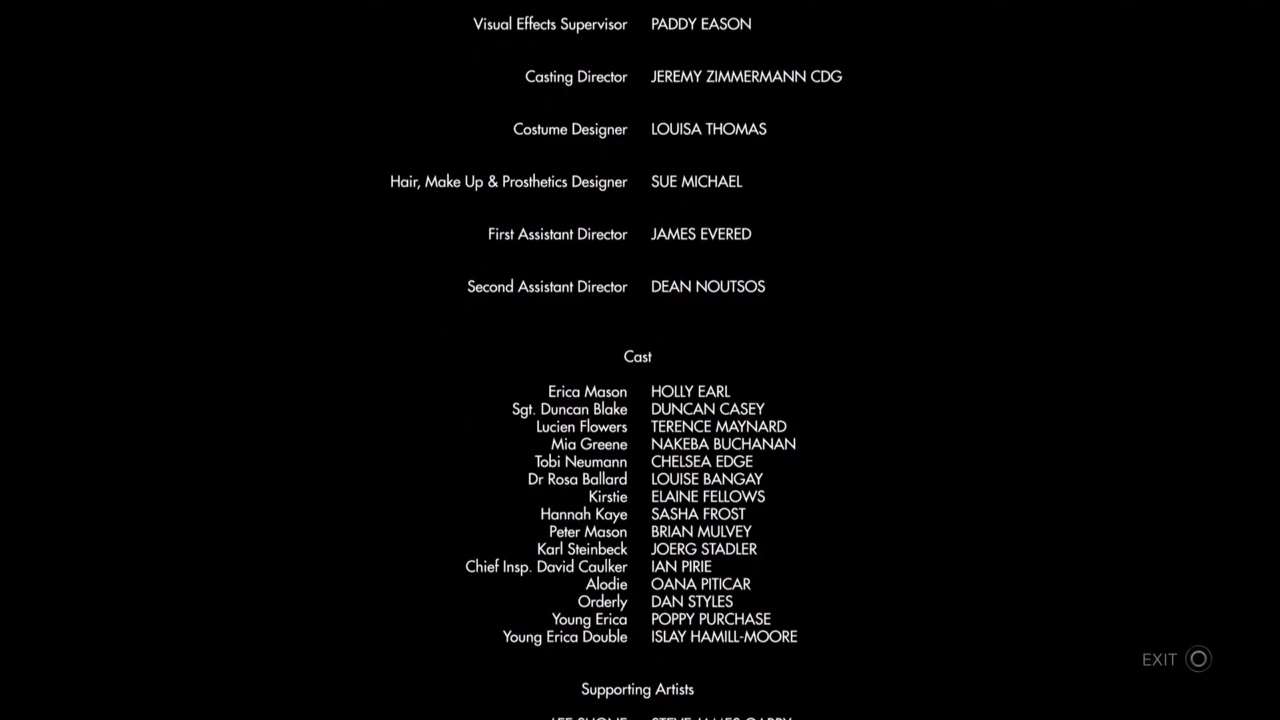 Visual Effects Supervisor PADDY EASON
Casting Director JEREMY ZIMMERMANN CDG
Costume Designer LOUISA THOMAS
Hair, Make Up & Prosthetics Designer SUE MICHAEL
First Assistant Director JAMES EVERED
Second Assistant Director DEAN NOUTSOS
Cast
Erica Mason HOLLY EARL
Sgt. Duncan Blake DUNCAN CASEY
Lucien Flowers TERENCE MAYNARD
Mia Greene NAKEBA BUCHANAN
Tobi Neumann CHELSEA EDGE
Dr Rosa Ballard LOUISE BANGAY
Kirstie ELAINE FELLOWS
Hannah Kaye SASHA FROST
Peter Mason BRIAN MULVEY
Karl Steinbeck JOERG STADLER
Chief Insp. David Caulker IAN PIRIE
Alodie OANA PITICAR
Orderly DAN STYLES
Young Erica POPPY PURCHASE
Young Erica Double ISLAY HAMILL-MOORE
EXIT
Supporting Artists